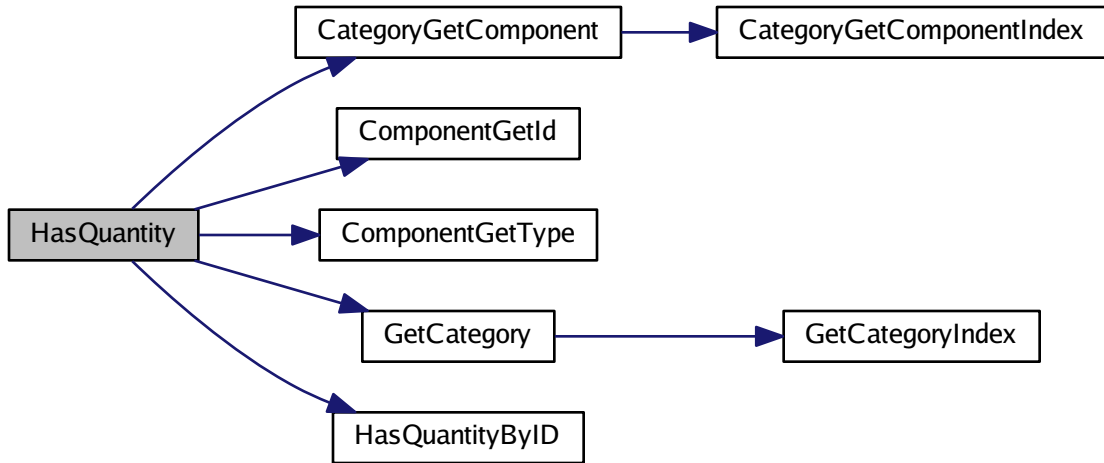 CategoryGetComponent
CategoryGetComponentIndex
ComponentGetId
HasQuantity
ComponentGetType
GetCategory
GetCategoryIndex
HasQuantityByID